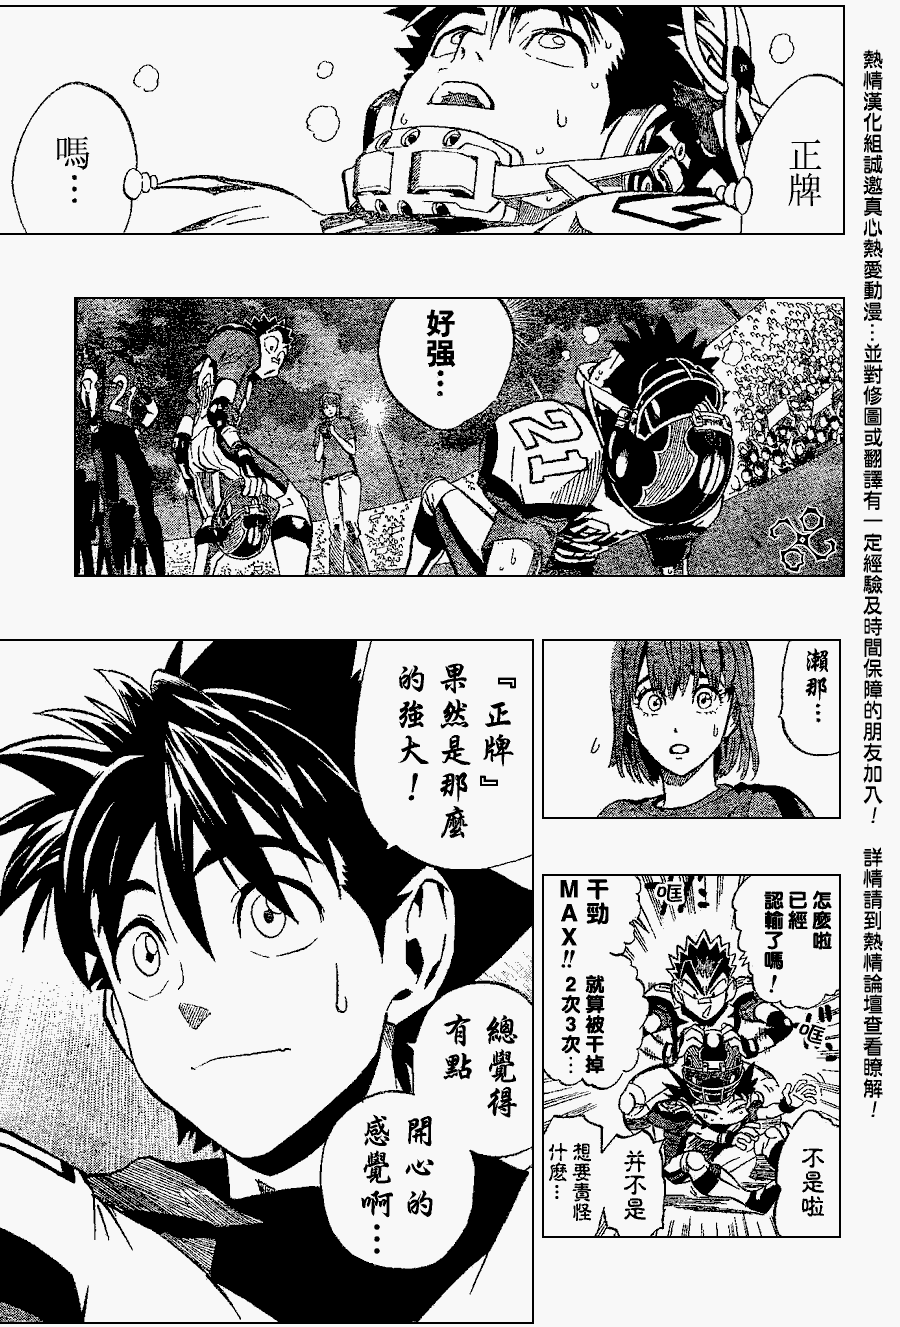 正牌
嗎…
好强…
21
21
瀨那…
怎麼啦
已經
認輸了嗎！
哐
干勁
MAX!!
就算被干掉
2次3次…
哐
不是啦
并不是
想要責怪
什麽…
『正牌』
果然是那麼
的強大！
總覺得
有點
開心的
感覺啊…
熱情漢化組誠邀真心熱愛動漫…並對修圖或翻譯有一定經驗及時間保障的朋友加入！ 詳情請到熱情論壇查看瞭解！